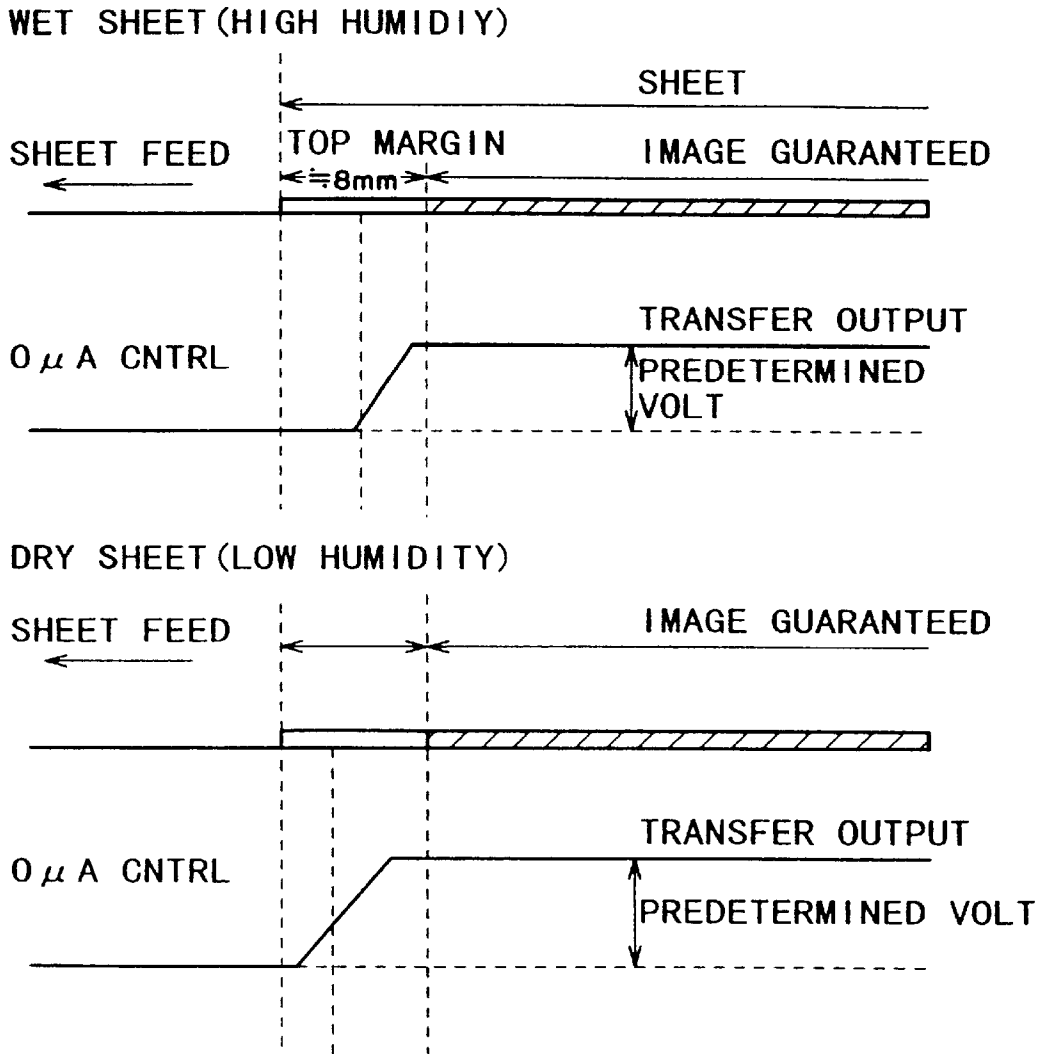 WET SHEET(HIGH HUMIDIY)
SHEET
SHEET FEED
TOP MARGIN
IMAGE GUARANTEED
≒8mm
TRANSFER OUTPUT
0μA CNTRL
PREDETERMINED
VOLT
DRY SHEET(LOW HUMIDITY)
SHEET FEED
IMAGE GUARANTEED
TRANSFER OUTPUT
0μA CNTRL
PREDETERMINED VOLT